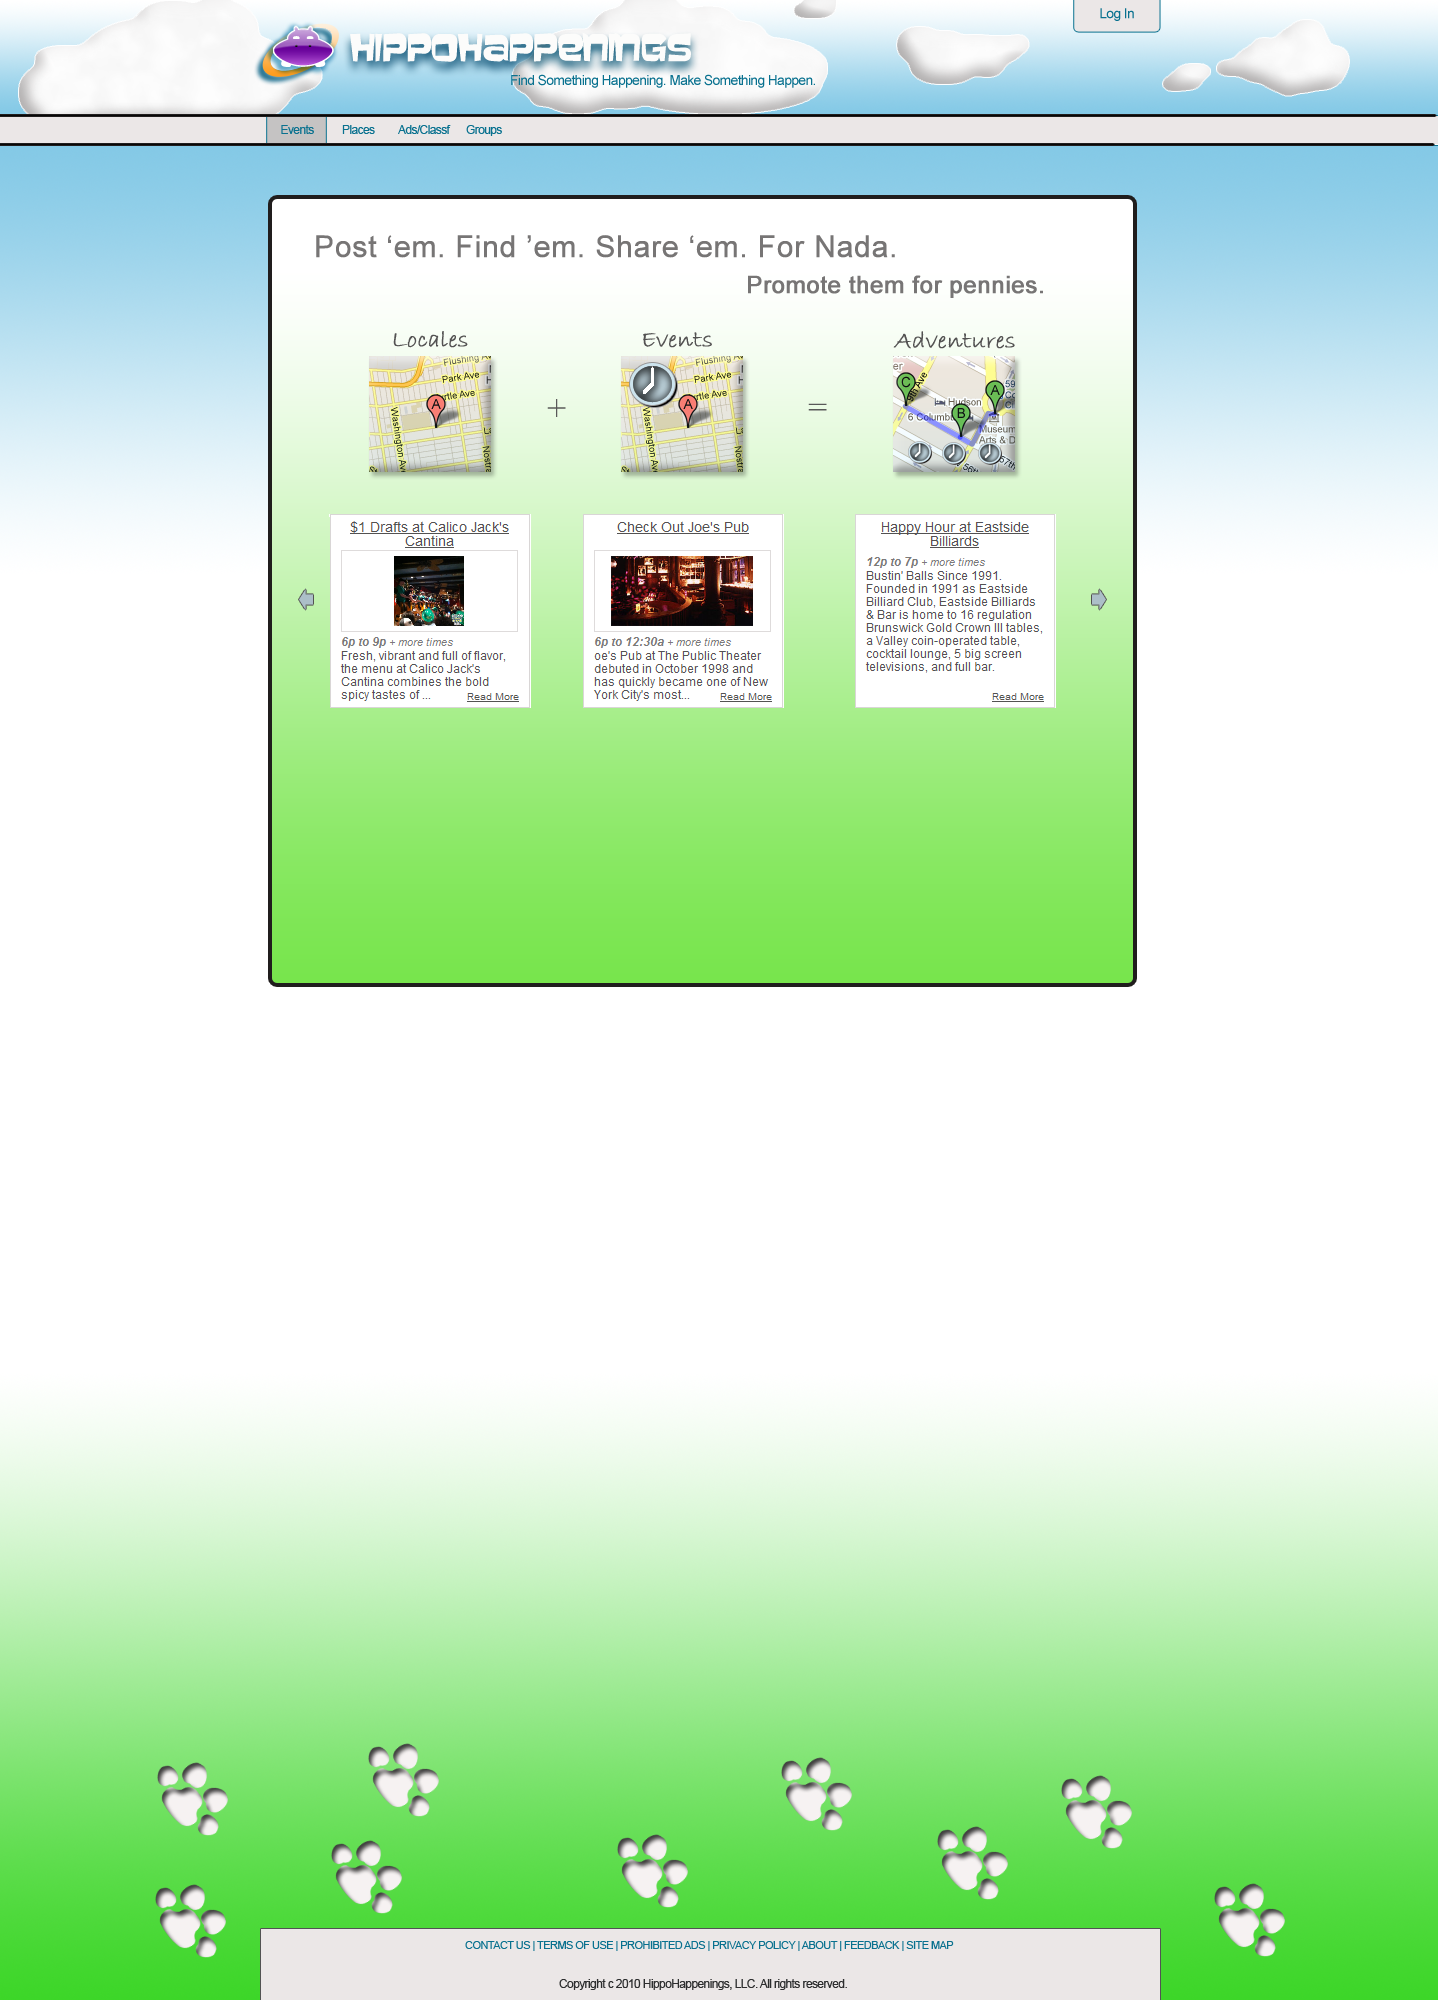 Log In
HippoHappenings
Find Something Happening. Make Something Happen.
Events Places Ads/Classf Groups
Post ‘em. Find ’em. Share ‘em. For Nada.
Promote them for pennies.
Locales Events Adventures
Flushing
Park Ave
rtle Ave
A
Washington Av
Nostra
+
Flushing
Park Ave
rtle Ave
A
Washington Av
Nostra
=
er
9th Ave
C
A
59
B
Hudson
6 Columb
Museum
Arts & D
56th
57th
$1 Drafts at Calico Jack's
Cantina
6p to 9p + more times
Fresh, vibrant and full of flavor,
the menu at Calico Jack's
Cantina combines the bold
spicy tastes of ...
Read More
Check Out Joe's Pub
6p to 12:30a + more times
oe's Pub at The Public Theater
debuted in October 1998 and
has quickly became one of New
York City's most...
Read More
Happy Hour at Eastside
Billiards
12p to 7p + more times
Bustin' Balls Since 1991.
Founded in 1991 as Eastside
Billiard Club, Eastside Billiards
& Bar is home to 16 regulation
Brunswick Gold Crown III tables,
a Valley coin-operated table,
cocktail lounge, 5 big screen
televisions, and full bar.
Read More
CONTACT US | TERMS OF USE | PROHIBITED ADS | PRIVACY POLICY | ABOUT | FEEDBACK | SITE MAP
Copyright c 2010 HippoHappenings, LLC. All rights reserved.